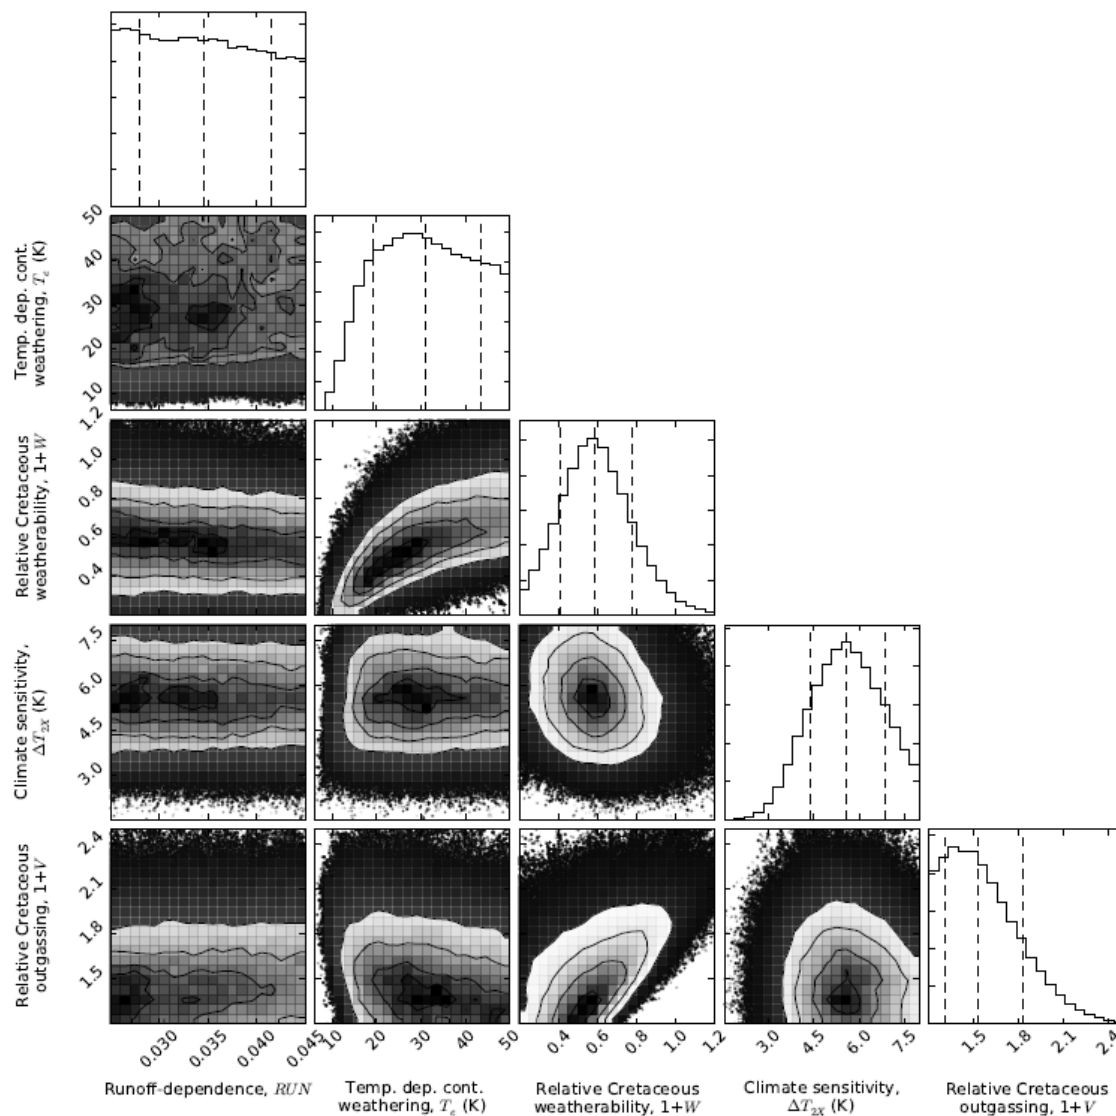 50
40
30
20
10
Temp. dep. cont.
weathering, T_c (K)
1.2
1.0
0.8
0.6
0.4
Relative Cretaceous
weatherability, 1+W
7.5
6.0
4.5
3.0
Climate sensitivity,
ΔT_2X (K)
2.4
2.1
1.8
1.5
Relative Cretaceous
outgassing, 1+V
0.030 0.035 0.040 0.045
10 20 30 40 50
0.4 0.6 0.8 1.0 1.2
3.0 4.5 6.0 7.5
1.5 1.8 2.1 2.4
Runoff-dependence, RUN
Temp. dep. cont.
weathering, T_c (K)
Relative Cretaceous
weatherability, 1+W
Climate sensitivity,
ΔT_2X (K)
Relative Cretaceous
outgassing, 1+V